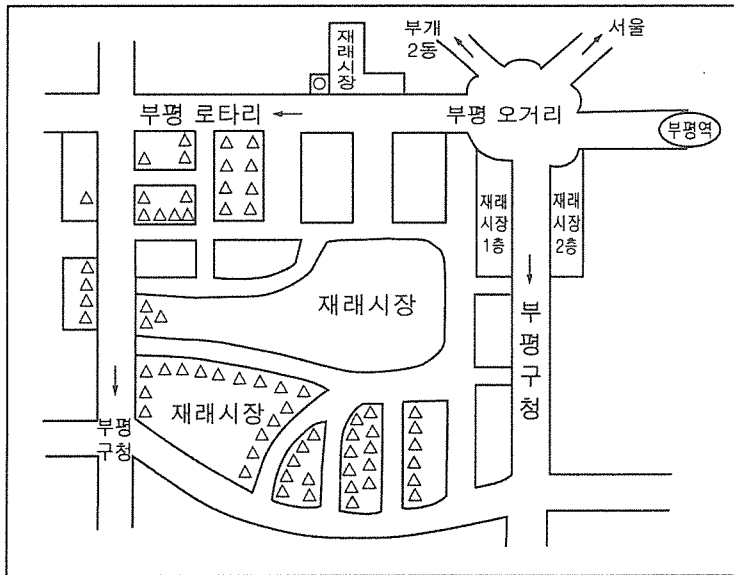 부개
2동
서울
재래시장
부평 로타리
부평 오거리
부평역
재래
시장
1층
재래
시장
2층
재래시장
부평구청
재래시장
부평
구청